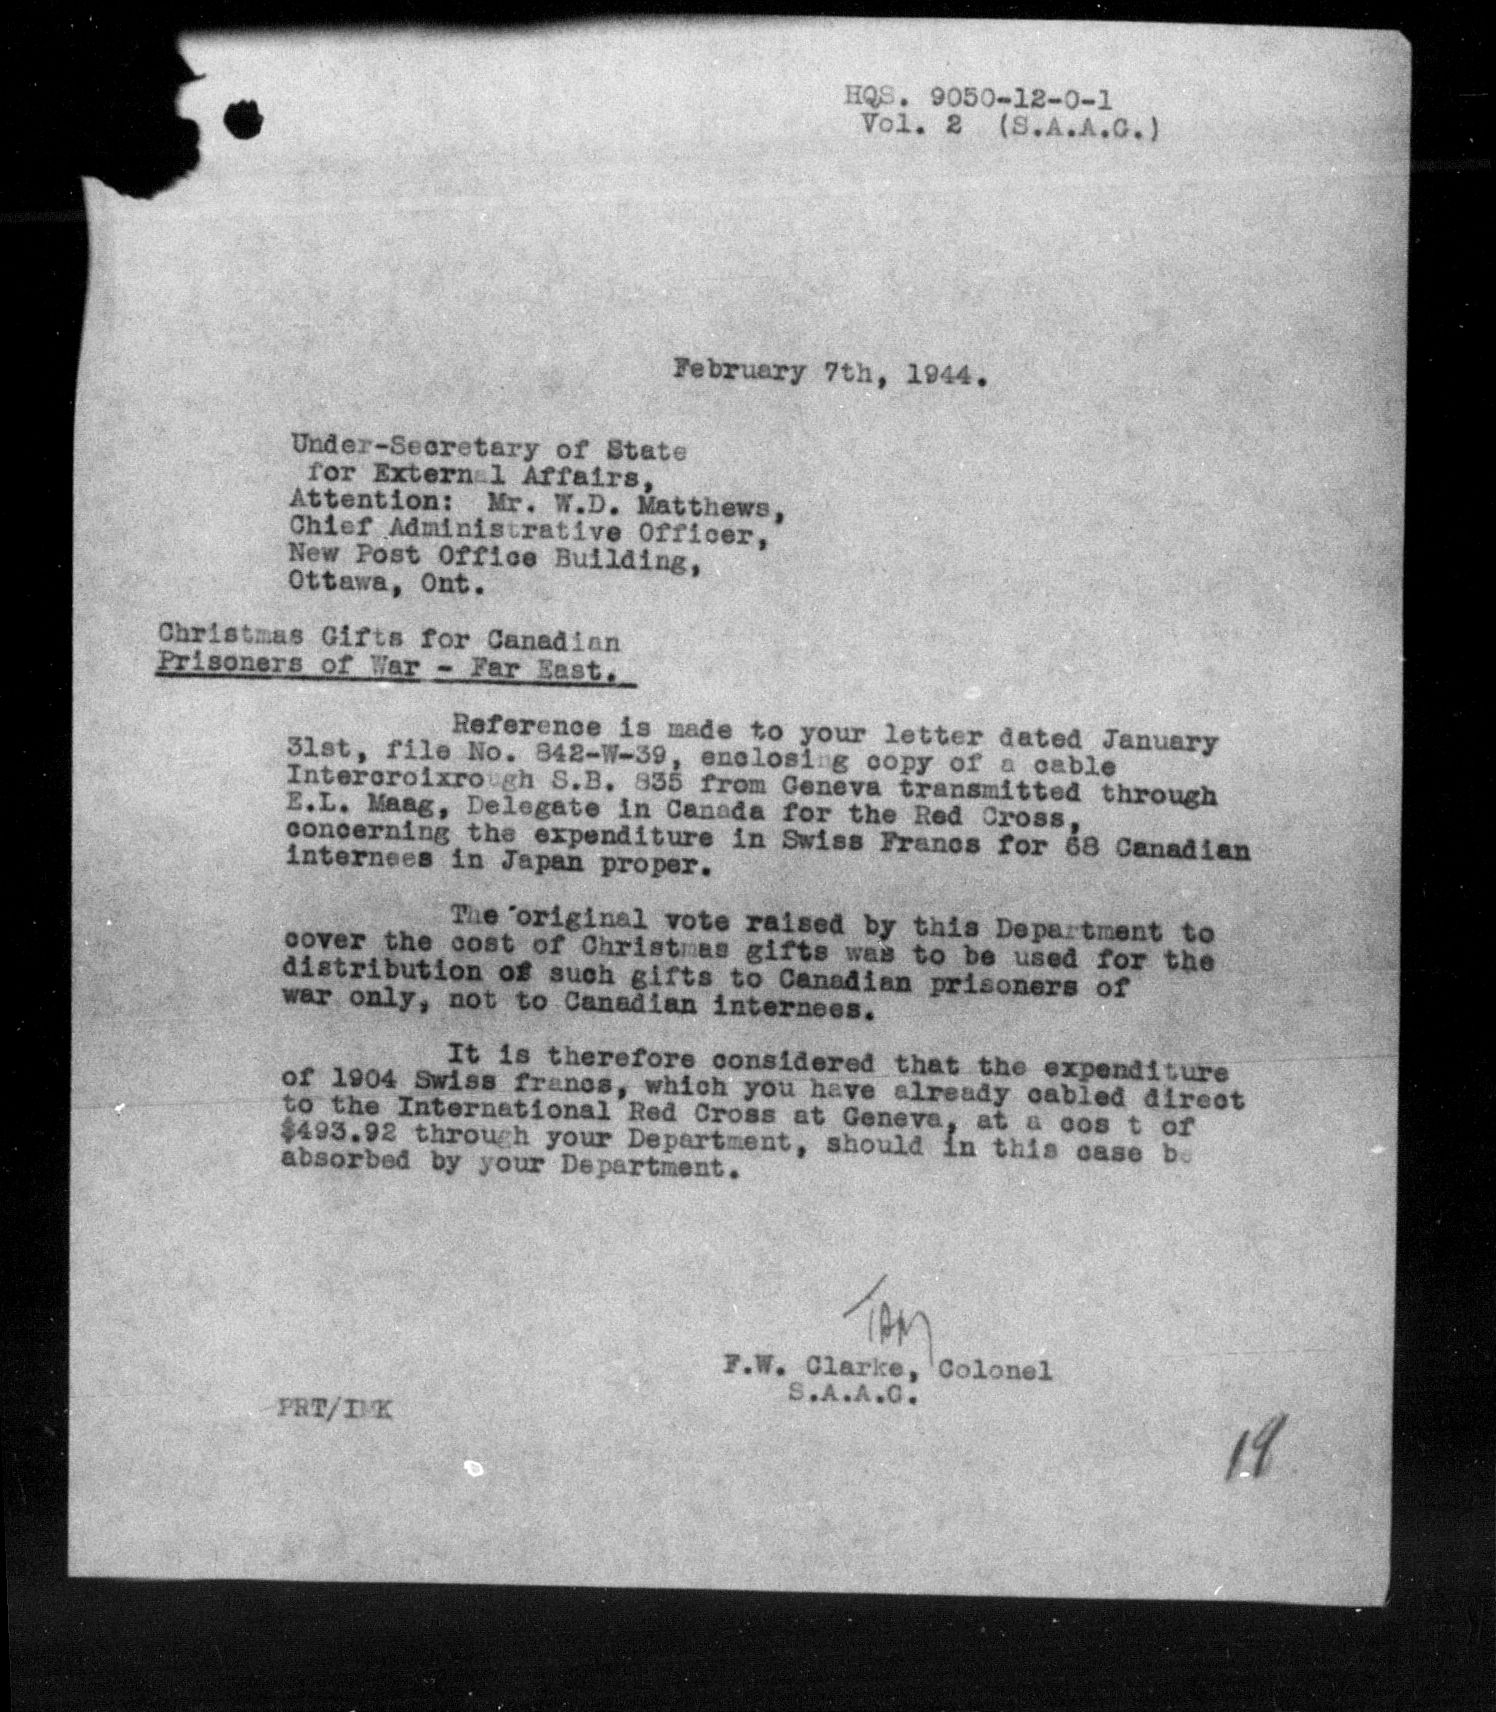 HQS. 9050-12-0-1
Vol. 2 (S.A.A.G.)
February 7th, 1944.
Under-Secretary of State
for External Affairs,
Attention: Mr. W.D. Matthews,
Chief Administrative Officer,
New Post Office Building,
Ottawa, Ont.
Christmas Gifts for Canadian
Prisoners of War - Far East.
Reference is made to your letter dated January
31st, file No. 842-W-39, enclosing copy of a cable
Intercroixrough S.B. 835 from Geneva transmitted through
E.L. Maag, Delegate in Canada for the Red Cross,
concerning the expenditure in Swiss Francs for 68 Canadian
internees in Japan proper.
The original vote raised by this Department to
cover the cost of Christmas gifts was to be used for the
distribution of such gifts to Canadian prisoners of
war only, not to Canadian internees.
It is therefore considered that the expenditure
of 1904 Swiss francs, which you have already cabled direct
to the International Red Cross at Geneva, at a cos t of
$493.92 through your Department, should in this case be
absorbed by your Department.
F.W. Clarke, Colonel
S.A.A.G.
19